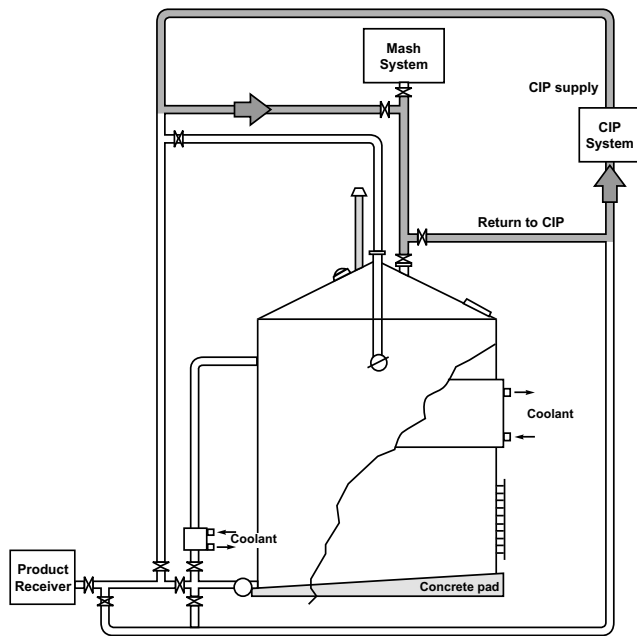 Mash
System
CIP supply
CIP
System
Return to CIP
Coolant
Coolant
Product
Receiver
Concrete pad